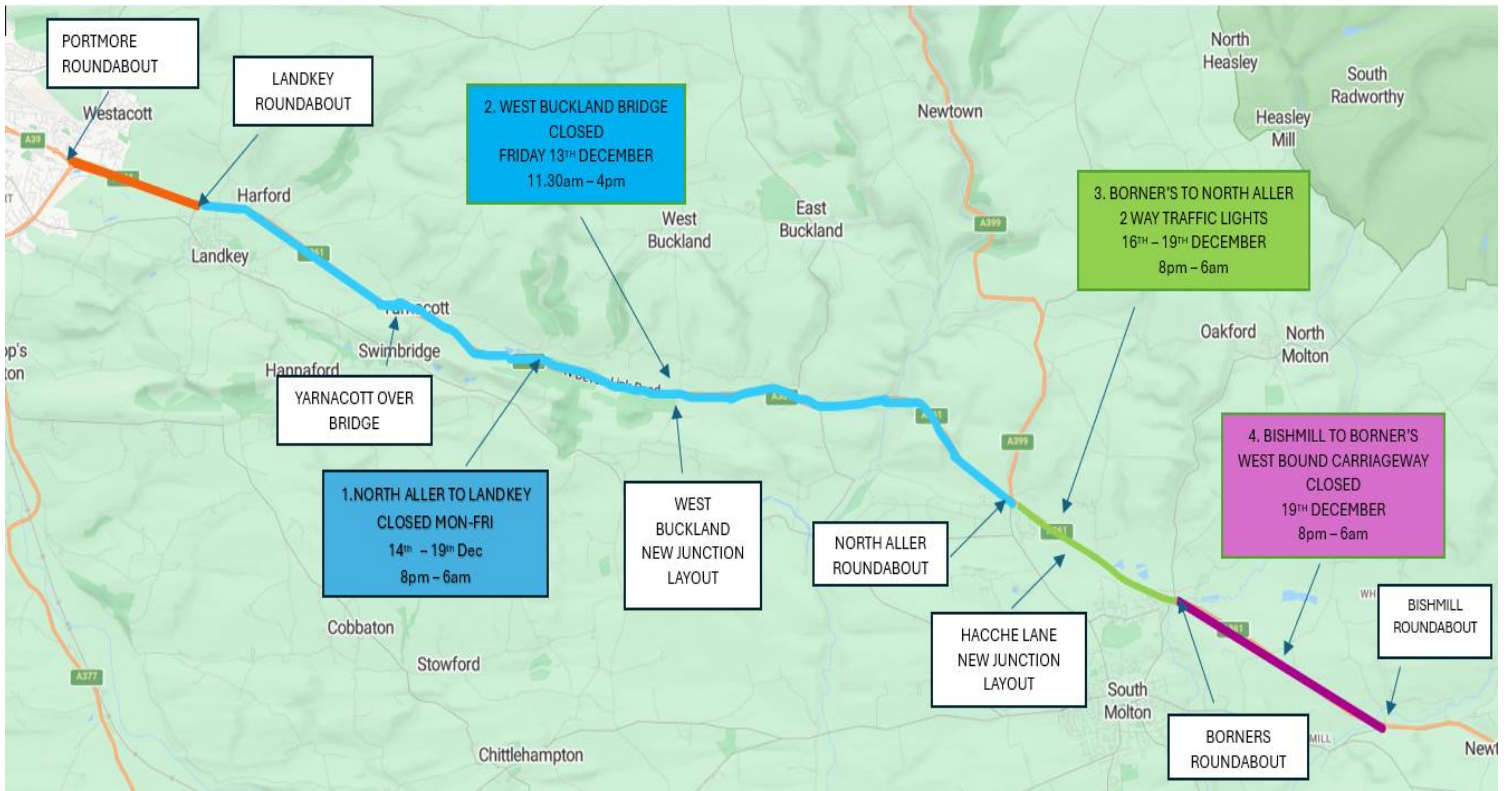 PORTMORE
ROUNDABOUT
LANDKEY
ROUNDABOUT
Westacott
A39
Harford
Landkey
2. WEST BUCKLAND BRIDGE
CLOSED
FRIDAY 13TH DECEMBER
11.30am – 4pm
West
Buckland
East
Buckland
Newtown
A399
North
Heasley
South
Radworthy
Heasley
Mill
3. BORNER'S TO NORTH ALLER
2 WAY TRAFFIC LIGHTS
16TH – 19TH DECEMBER
8pm – 6am
Oakford
North
Molton
Swimbridge
Hannaford
YARNACOTT OVER
BRIDGE
1.NORTH ALLER TO LANDKEY
CLOSED MON-FRI
14th – 19th Dec
8pm – 6am
WEST
BUCKLAND
NEW JUNCTION
LAYOUT
A399
NORTH ALLER
ROUNDABOUT
HACCHE LANE
NEW JUNCTION
LAYOUT
4. BISHMILL TO BORNER'S
WEST BOUND CARRIAGEWAY
CLOSED
19TH DECEMBER
8pm – 6am
BISHMILL
ROUNDABOUT
BORNERS
ROUNDABOUT
South
Molton
Cobbaton
Stowford
A377
Chittlehampton